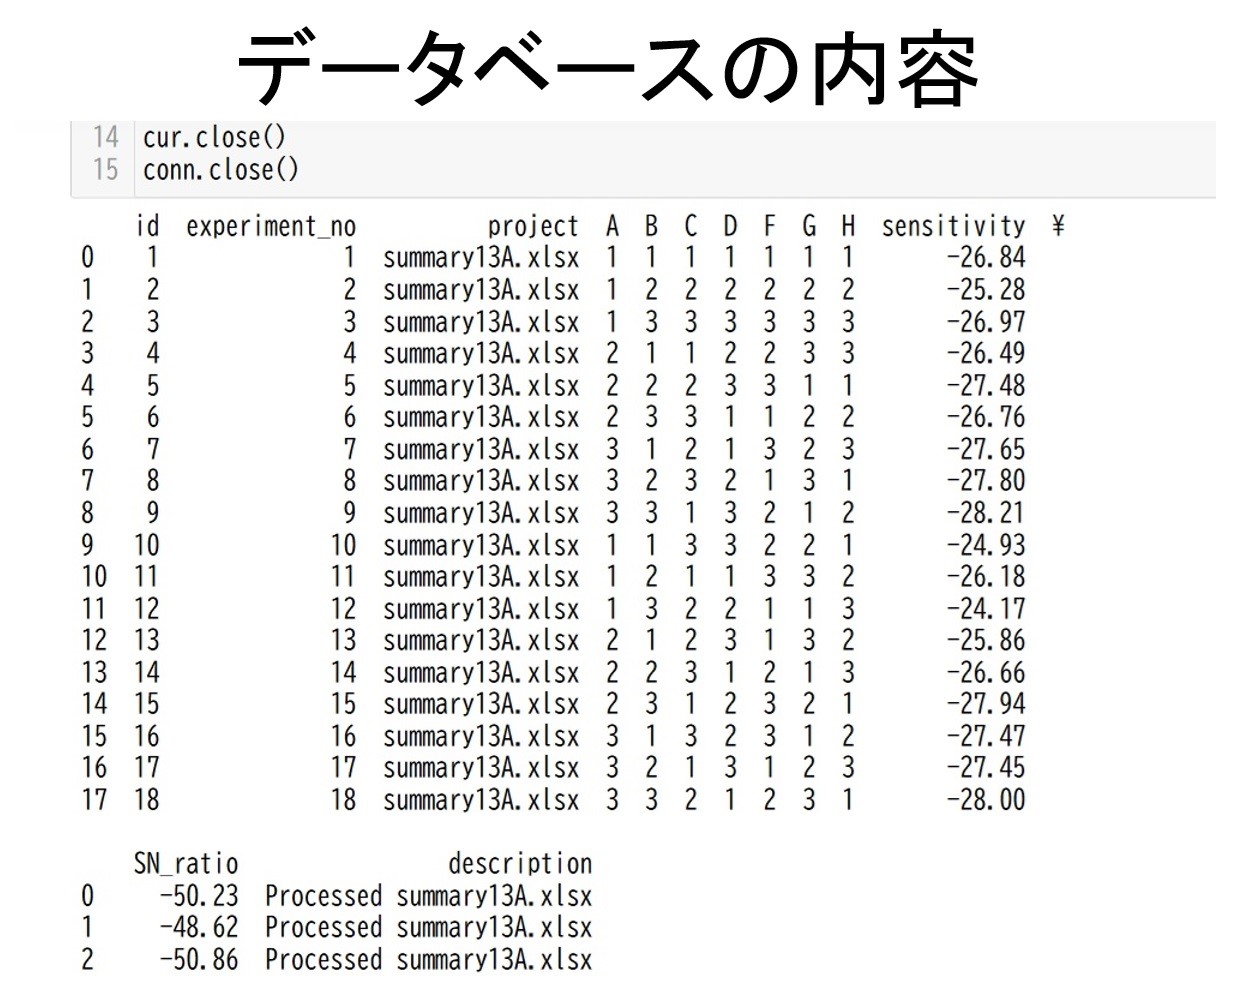 データベースの内容
14 cur.close()
15 conn.close()
id experiment_no project A B C D F G H sensitivity ¥
0 1 1 summary13A.xlsx 1 1 1 1 1 1 1 -26.84
1 2 2 summary13A.xlsx 1 2 2 2 2 2 2 -25.28
2 3 3 summary13A.xlsx 1 3 3 3 3 3 3 -26.97
3 4 4 summary13A.xlsx 2 1 1 2 2 3 3 -26.49
4 5 5 summary13A.xlsx 2 2 2 3 3 1 1 -27.48
5 6 6 summary13A.xlsx 2 3 3 1 1 2 2 -26.76
6 7 7 summary13A.xlsx 3 1 2 1 3 2 3 -27.65
7 8 8 summary13A.xlsx 3 2 3 2 1 3 1 -27.80
8 9 9 summary13A.xlsx 3 3 1 3 2 1 2 -28.21
9 10 10 summary13A.xlsx 1 1 3 3 2 2 1 -24.93
10 11 11 summary13A.xlsx 1 2 1 1 3 3 2 -26.18
11 12 12 summary13A.xlsx 1 3 2 2 1 1 3 -24.17
12 13 13 summary13A.xlsx 2 1 2 3 1 3 2 -25.86
13 14 14 summary13A.xlsx 2 2 3 1 2 1 3 -26.66
14 15 15 summary13A.xlsx 2 3 1 2 3 2 1 -27.94
15 16 16 summary13A.xlsx 3 1 3 2 3 1 2 -27.47
16 17 17 summary13A.xlsx 3 2 1 3 1 2 3 -27.45
17 18 18 summary13A.xlsx 3 3 2 1 2 3 1 -28.00
SN_ratio description
0 -50.23 Processed summary13A.xlsx
1 -48.62 Processed summary13A.xlsx
2 -50.86 Processed summary13A.xlsx